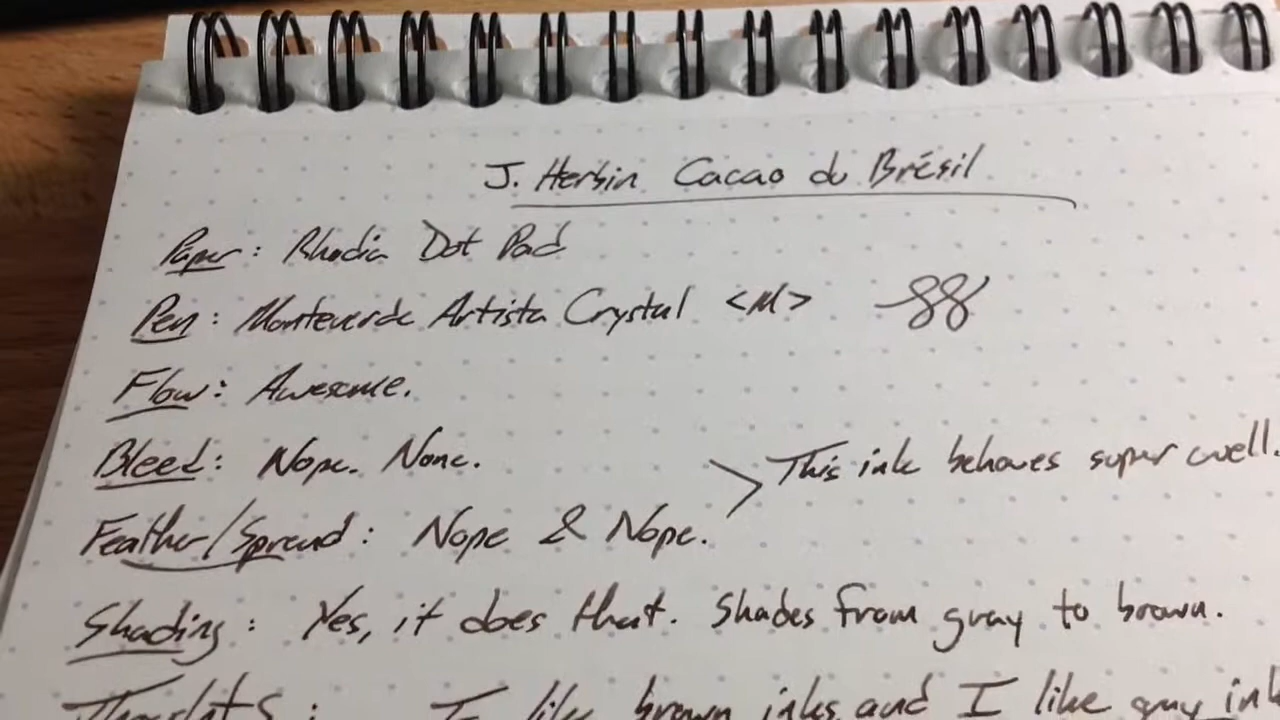 J. Herbin Cacao du Brésil
Paper: Rhodia Dot Pad
Pen: Monteverde Artista Crystal <M>
Flow: Awesome.
Bleed: Nope. None.
This ink behaves super well.
Feather/Spread: Nope & Nope.
Shading: Yes, it does that. Shades from gray to brown.
Thoughts: I like brown inks and I like gray ink